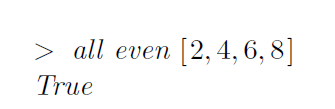 > all even [2, 4, 6, 8]
True